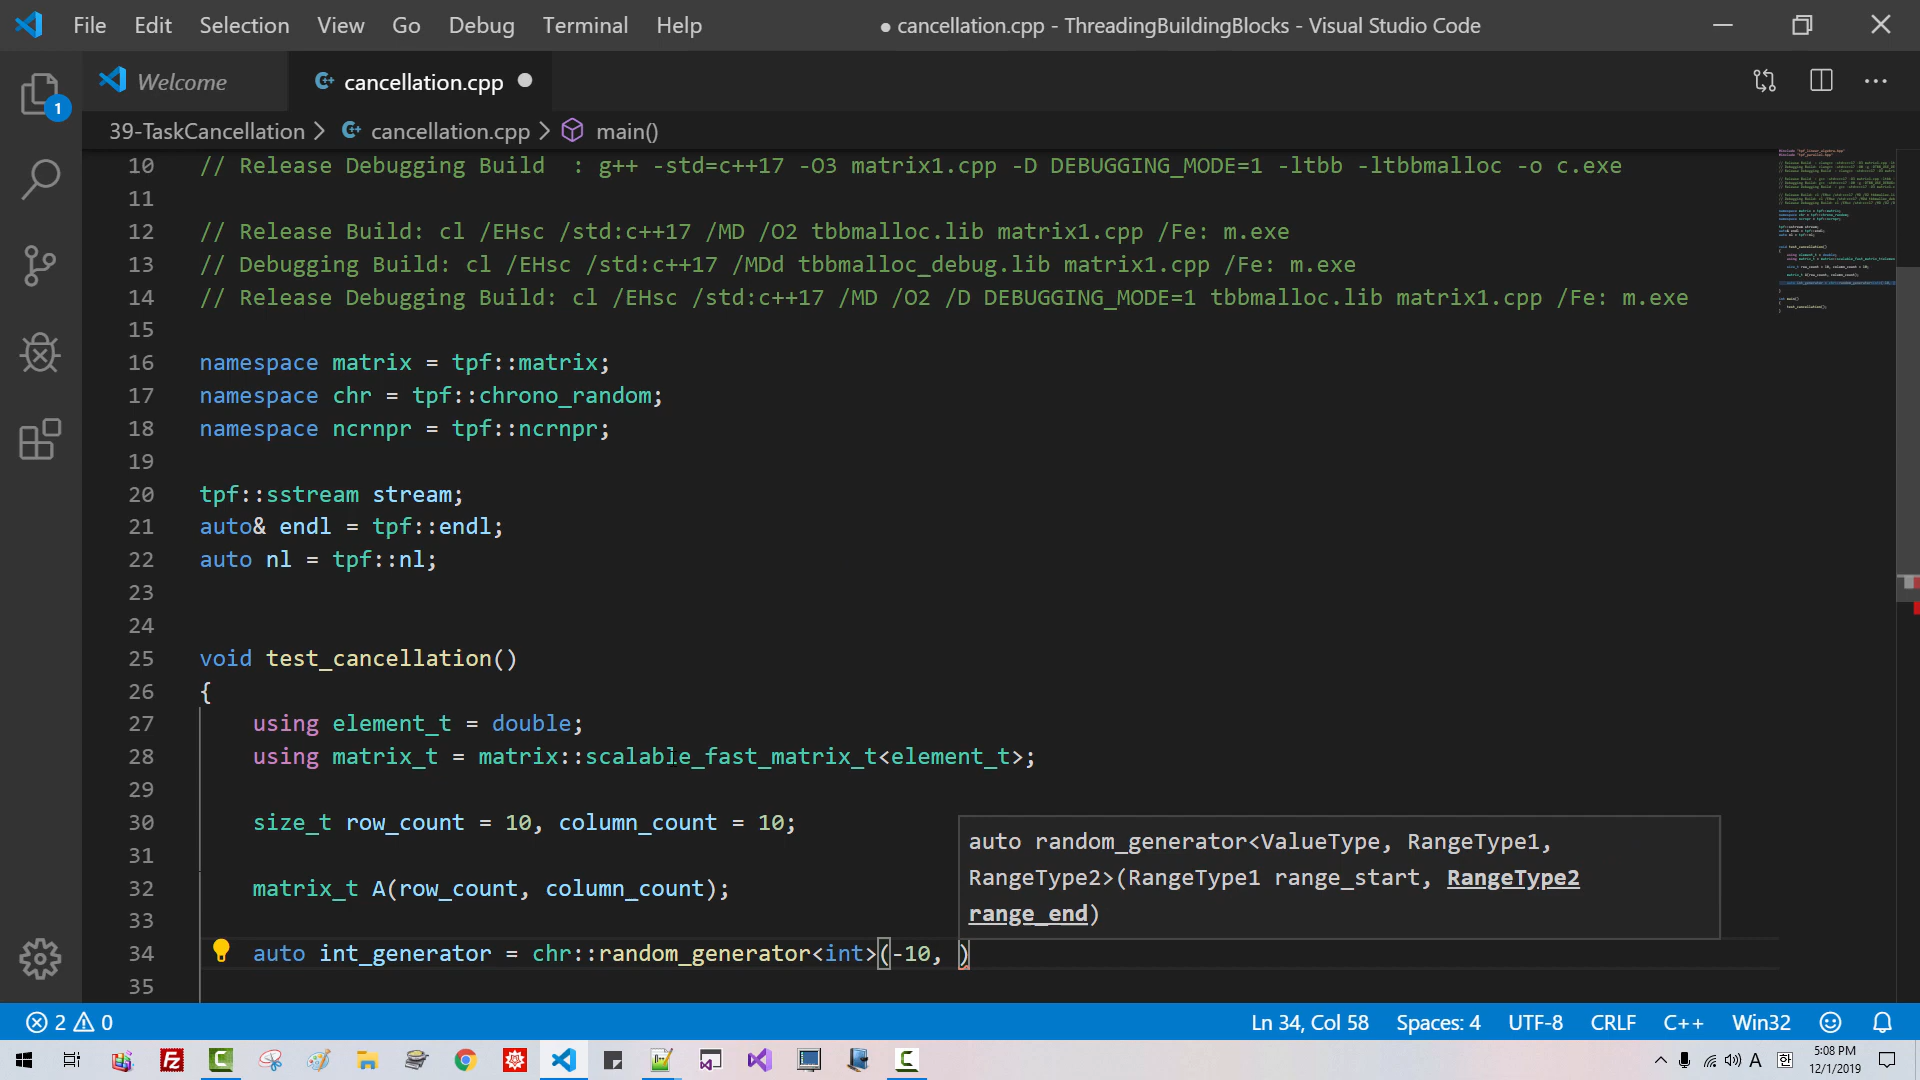 File Edit Selection View Go Debug Terminal Help ● cancellation.cpp - ThreadingBuildingBlocks - Visual Studio Code
Welcome cancellation.cpp
1
39-TaskCancellation cancellation.cpp main()
10 // Release Debugging Build  : g++ -std=c++17 -O3 matrix1.cpp -D DEBUGGING_MODE=1 -ltbb -ltbbmalloc -o c.exe
11
12 // Release Build: cl /EHsc /std:c++17 /MD /O2 tbbmalloc.lib matrix1.cpp /Fe: m.exe
13 // Debugging Build: cl /EHsc /std:c++17 /MDd tbbmalloc_debug.lib matrix1.cpp /Fe: m.exe
14 // Release Debugging Build: cl /EHsc /std:c++17 /MD /O2 /D DEBUGGING_MODE=1 tbbmalloc.lib matrix1.cpp /Fe: m.exe
15
16 namespace matrix = tpf::matrix;
17 namespace chr = tpf::chrono_random;
18 namespace ncrnpr = tpf::ncrnpr;
19
20 tpf::sstream stream;
21 auto& endl = tpf::endl;
22 auto nl = tpf::nl;
23
24
25 void test_cancellation()
26 {
27 using element_t = double;
28 using matrix_t = matrix::scalable_fast_matrix_t<element_t>;
29
30 size_t row_count = 10, column_count = 10;
31
32 matrix_t A(row_count, column_count);
33
auto random_generator<ValueType, RangeType1,
RangeType2>(RangeType1 range_start, RangeType2
range_end)
34 auto int_generator = chr::random_generator<int>(-10, )
35
2 0 Ln 34, Col 58 Spaces: 4 UTF-8 CRLF C++ Win32
A 한 5:08 PM
12/1/2019